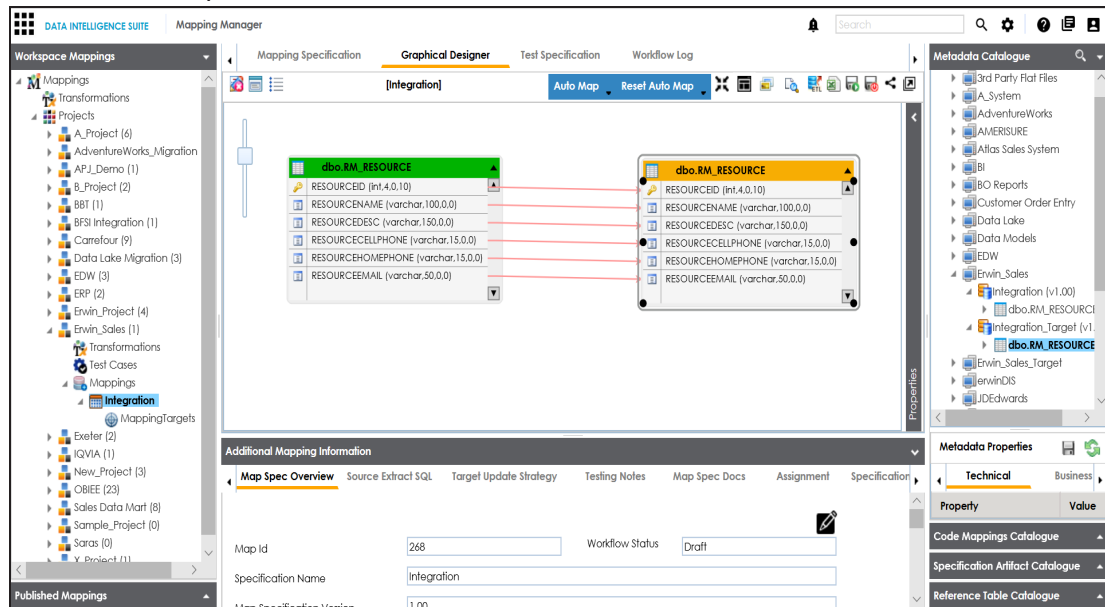 DATA INTELLIGENCE SUITE Mapping Manager Search
Workspace Mappings
Mappings
Transformations
Projects
A_Project (6)
AdventureWorks_Migration
APJ_Demo (1)
B_Project (2)
BBT (1)
BFSI Integration (1)
Carrefour (9)
Data Lake Migration (3)
EDW (3)
ERP (2)
Erwin_Project (4)
Erwin_Sales (1)
Transformations
Test Cases
Mappings
Integration
MappingTargets
Exeter (2)
IQVIA (1)
New_Project (3)
OBIEE (23)
Sales Data Mart (8)
Sample_Project (0)
Saras (0)
X_Project (1)
Published Mappings
Mapping Specification Graphical Designer Test Specification Workflow Log
[Integration] Auto Map Reset Auto Map
dbo.RM_RESOURCE
RESOURCEID (int,4,0,10)
RESOURCENAME (varchar,100,0,0)
RESOURCEDESC (varchar,150,0,0)
RESOURCECELLPHONE (varchar,15,0,0)
RESOURCEHOMEPHONE (varchar,15,0,0)
RESOURCEEMAIL (varchar,50,0,0)
dbo.RM_RESOURCE
RESOURCEID (int,4,0,10)
RESOURCENAME (varchar,100,0,0)
RESOURCEDESC (varchar,150,0,0)
RESOURCECELLPHONE (varchar,15,0,0)
RESOURCEHOMEPHONE (varchar,15,0,0)
RESOURCEEMAIL (varchar,50,0,0)
Properties
Additional Mapping Information
Map Spec Overview Source Extract SQL Target Update Strategy Testing Notes Map Spec Docs Assignment Specification
Map Id 268 Workflow Status Draft
Specification Name Integration
Map Specification Version 1.00
Metadata Catalogue
3rd Party Flat Files
A_System
AdventureWorks
AMERISURE
Atlas Sales System
BI
BO Reports
Customer Order Entry
Data Lake
Data Models
EDW
Erwin_Sales
Integration (v1.00)
dbo.RM_RESOURCE
Integration_Target (v1.
dbo.RM_RESOURCE
Erwin_Sales_Target
erwinDIS
JDEdwards
Metadata Properties
Technical Business
Property Value
Code Mappings Catalogue
Specification Artifact Catalogue
Reference Table Catalogue